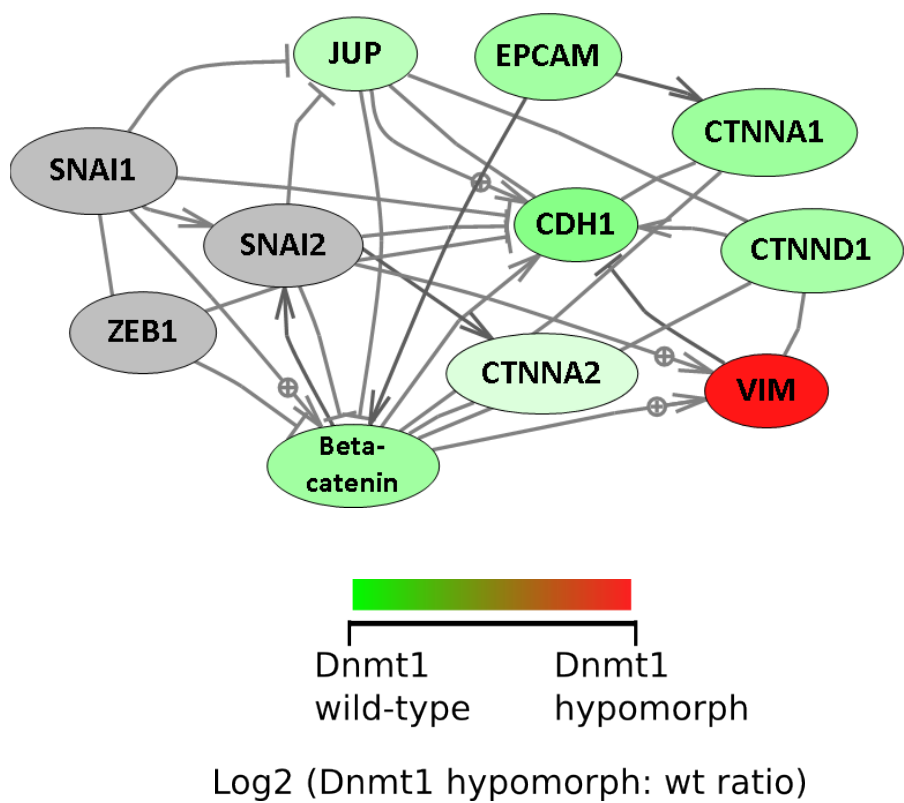 JUP
EPCAM
CTNNA1
SNAI1
SNAI2
CDH1
CTNND1
ZEB1
CTNNA2
VIM
Beta-
catenin
Dnmt1
wild-type
Dnmt1
hypomorph
Log2 (Dnmt1 hypomorph: wt ratio)